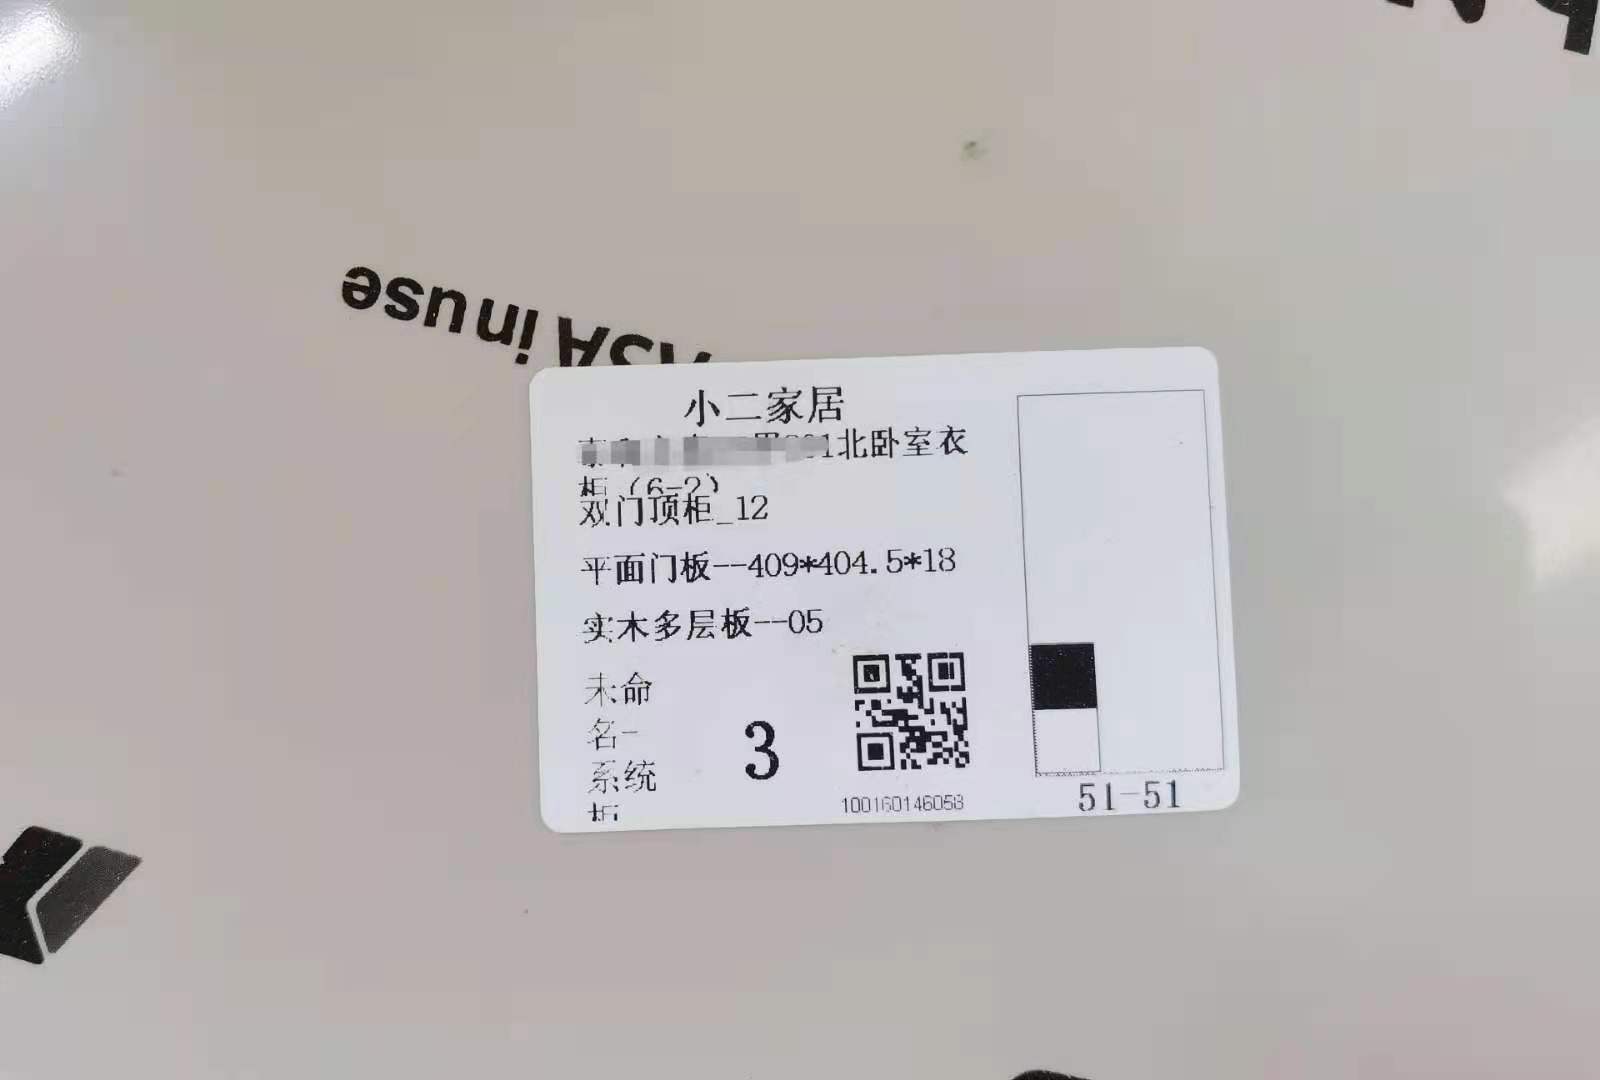 in use
小二家居
1北卧室衣
柜（6-2）
双门顶柜_12
平面门板--409*404.5*18
实木多层板--05
未命
名-
系统
3
100160146058
51-51